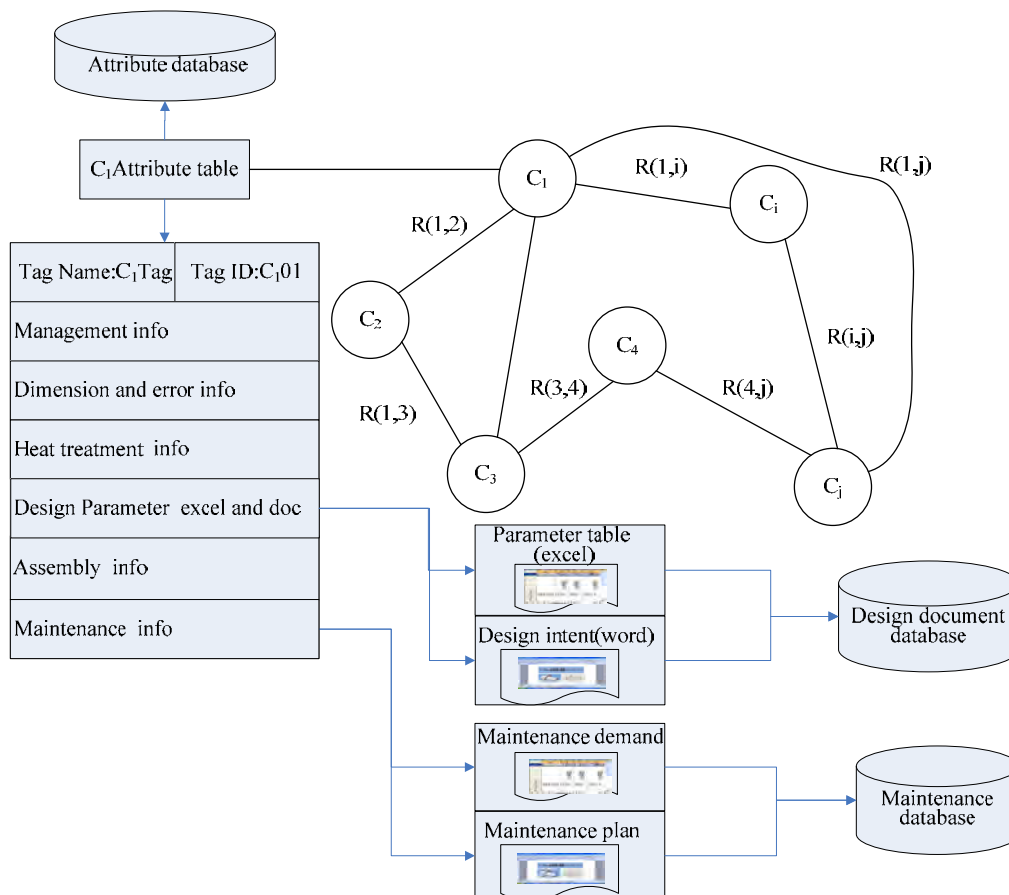 Attribute database
C₁Attribute table
Tag Name:C₁Tag
Tag ID:C₁01
Management info
Dimension and error info
Heat treatment info
Design Parameter excel and doc
Assembly info
Maintenance info
C₁
R(1,i)
R(1,j)
Cᵢ
R(1,2)
C₂
C₄
R(i,j)
R(3,4)
R(4,j)
R(1,3)
C₃
Cⱼ
Parameter table
(excel)
Design intent(word)
Design document
database
Maintenance demand
Maintenance plan
Maintenance
database